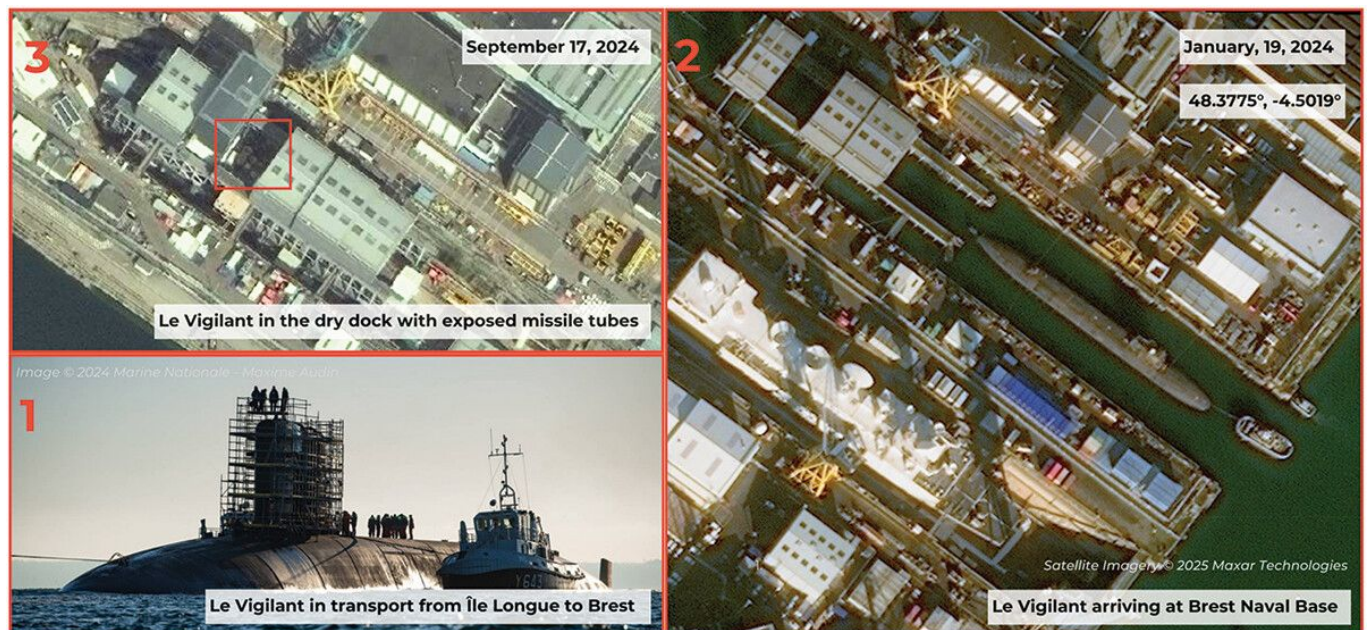 3
September 17, 2024
Le Vigilant in the dry dock with exposed missile tubes
Image © 2024 Marine Nationale - Maxime Audin
1
Y643
Le Vigilant in transport from Île Longue to Brest
2
January, 19, 2024
48.3775°, -4.5019°
Satellite Imagery © 2025 Maxar Technologies
Le Vigilant arriving at Brest Naval Base